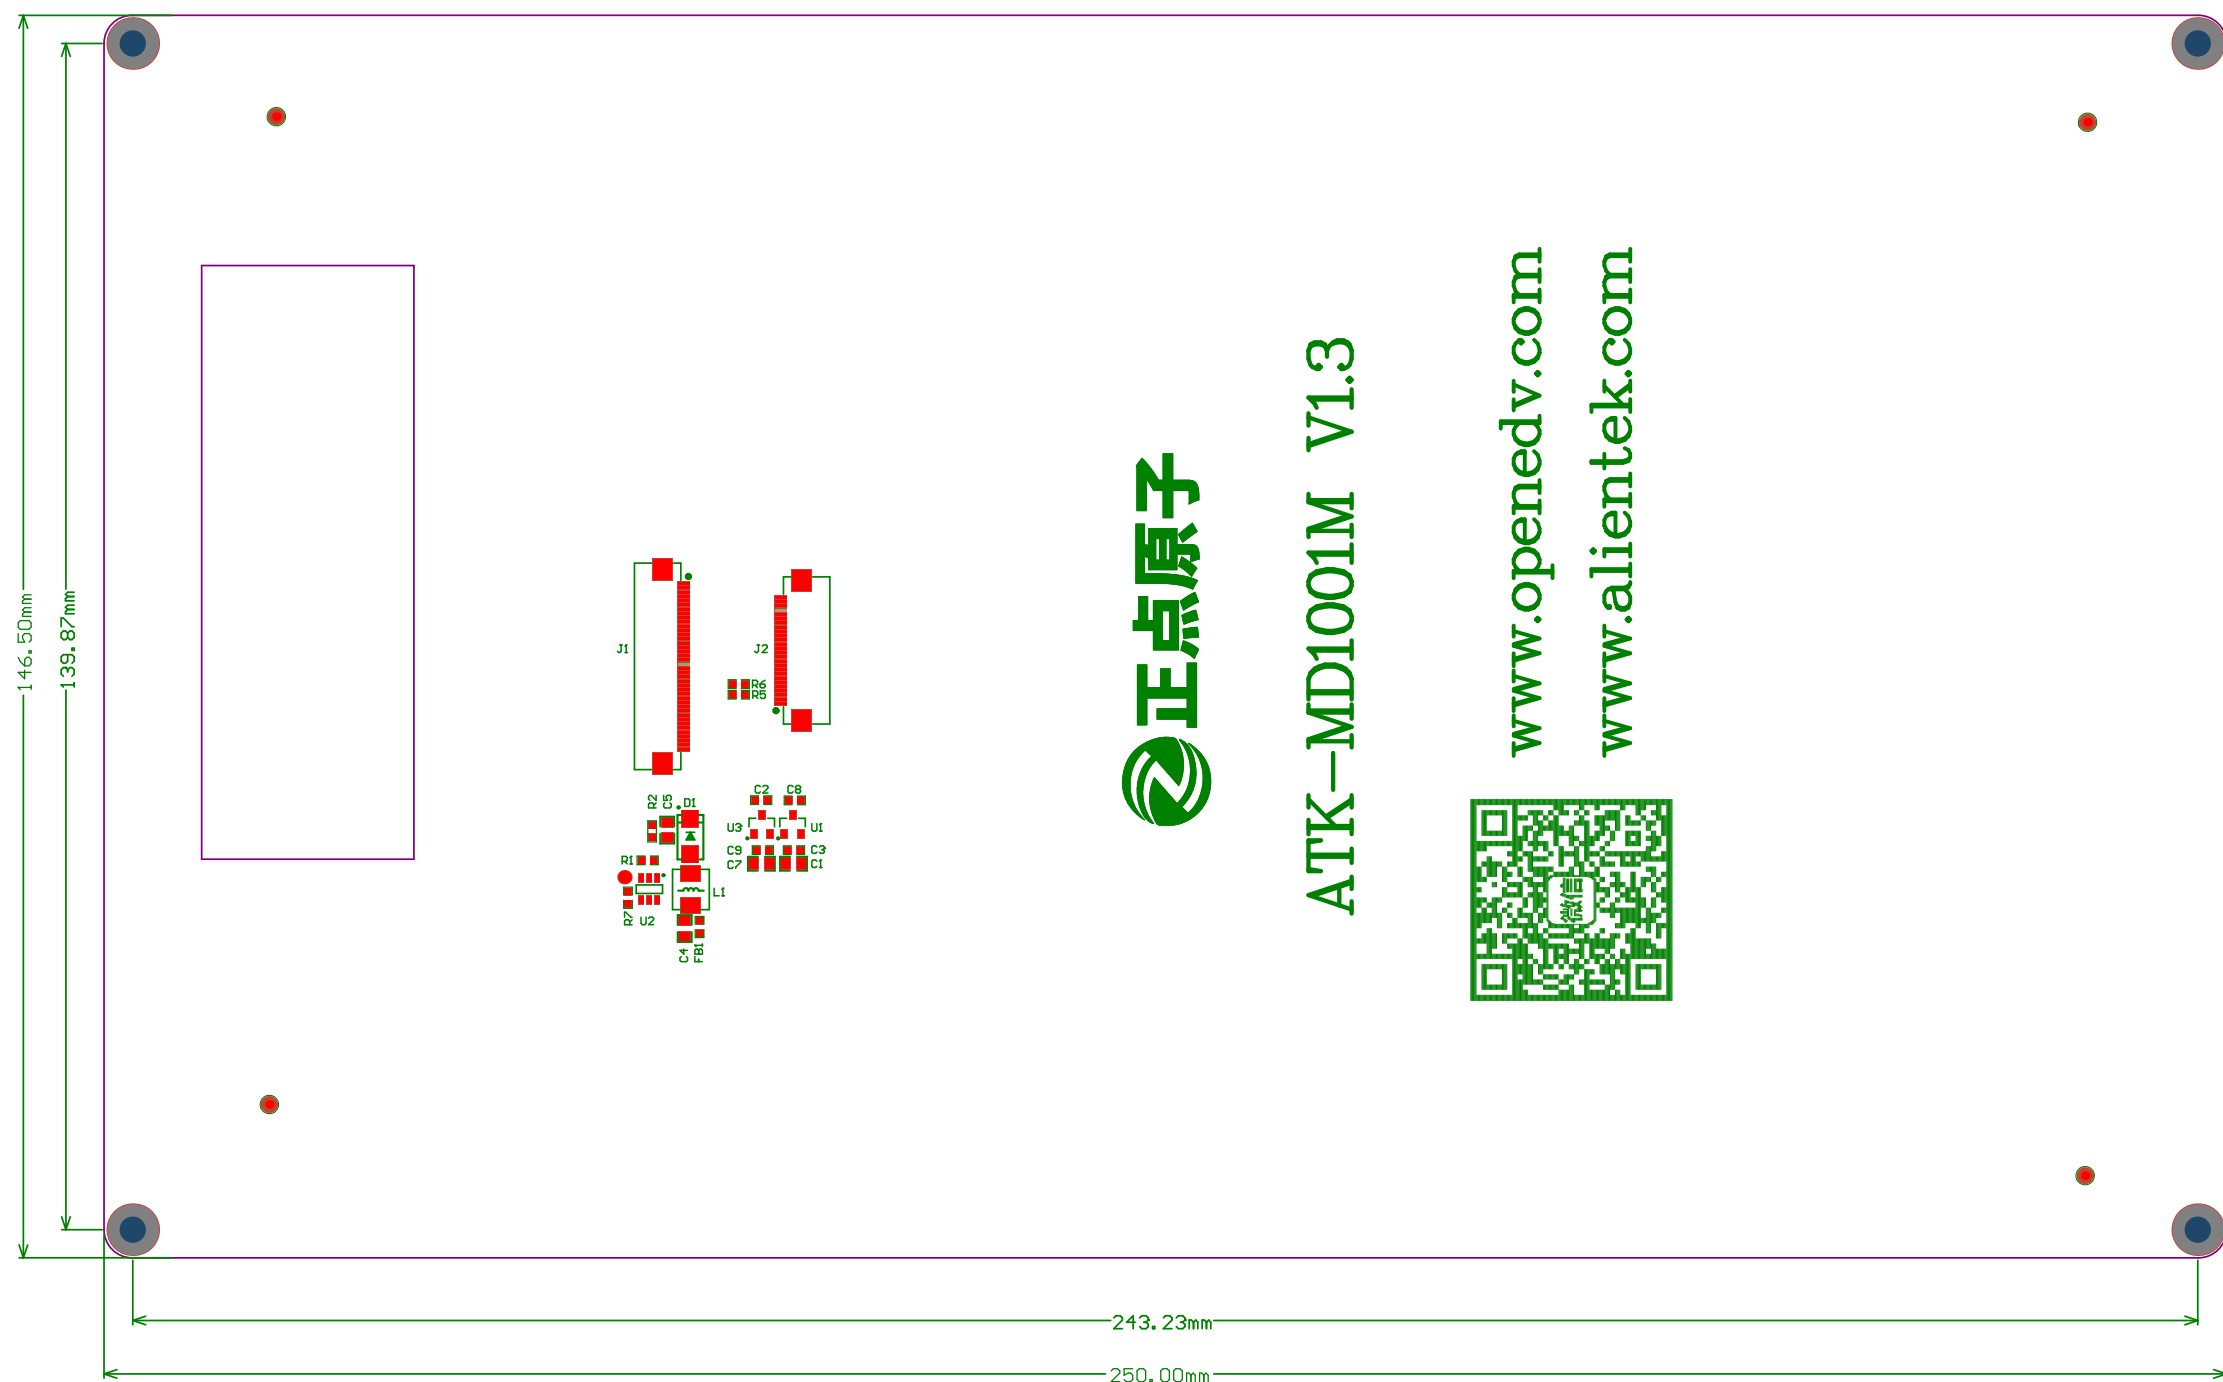 146.50mm
139.87mm
J1
J2
R6
R5
R2
C5
D1
C2
C8
U3
U1
C9
C3
C7
C1
R1
L1
R7
U2
C4
FB1
正点原子
ATK-MD1001M V1.3
www.openedv.com
www.alientek.com
微信
243.23mm
250.00mm